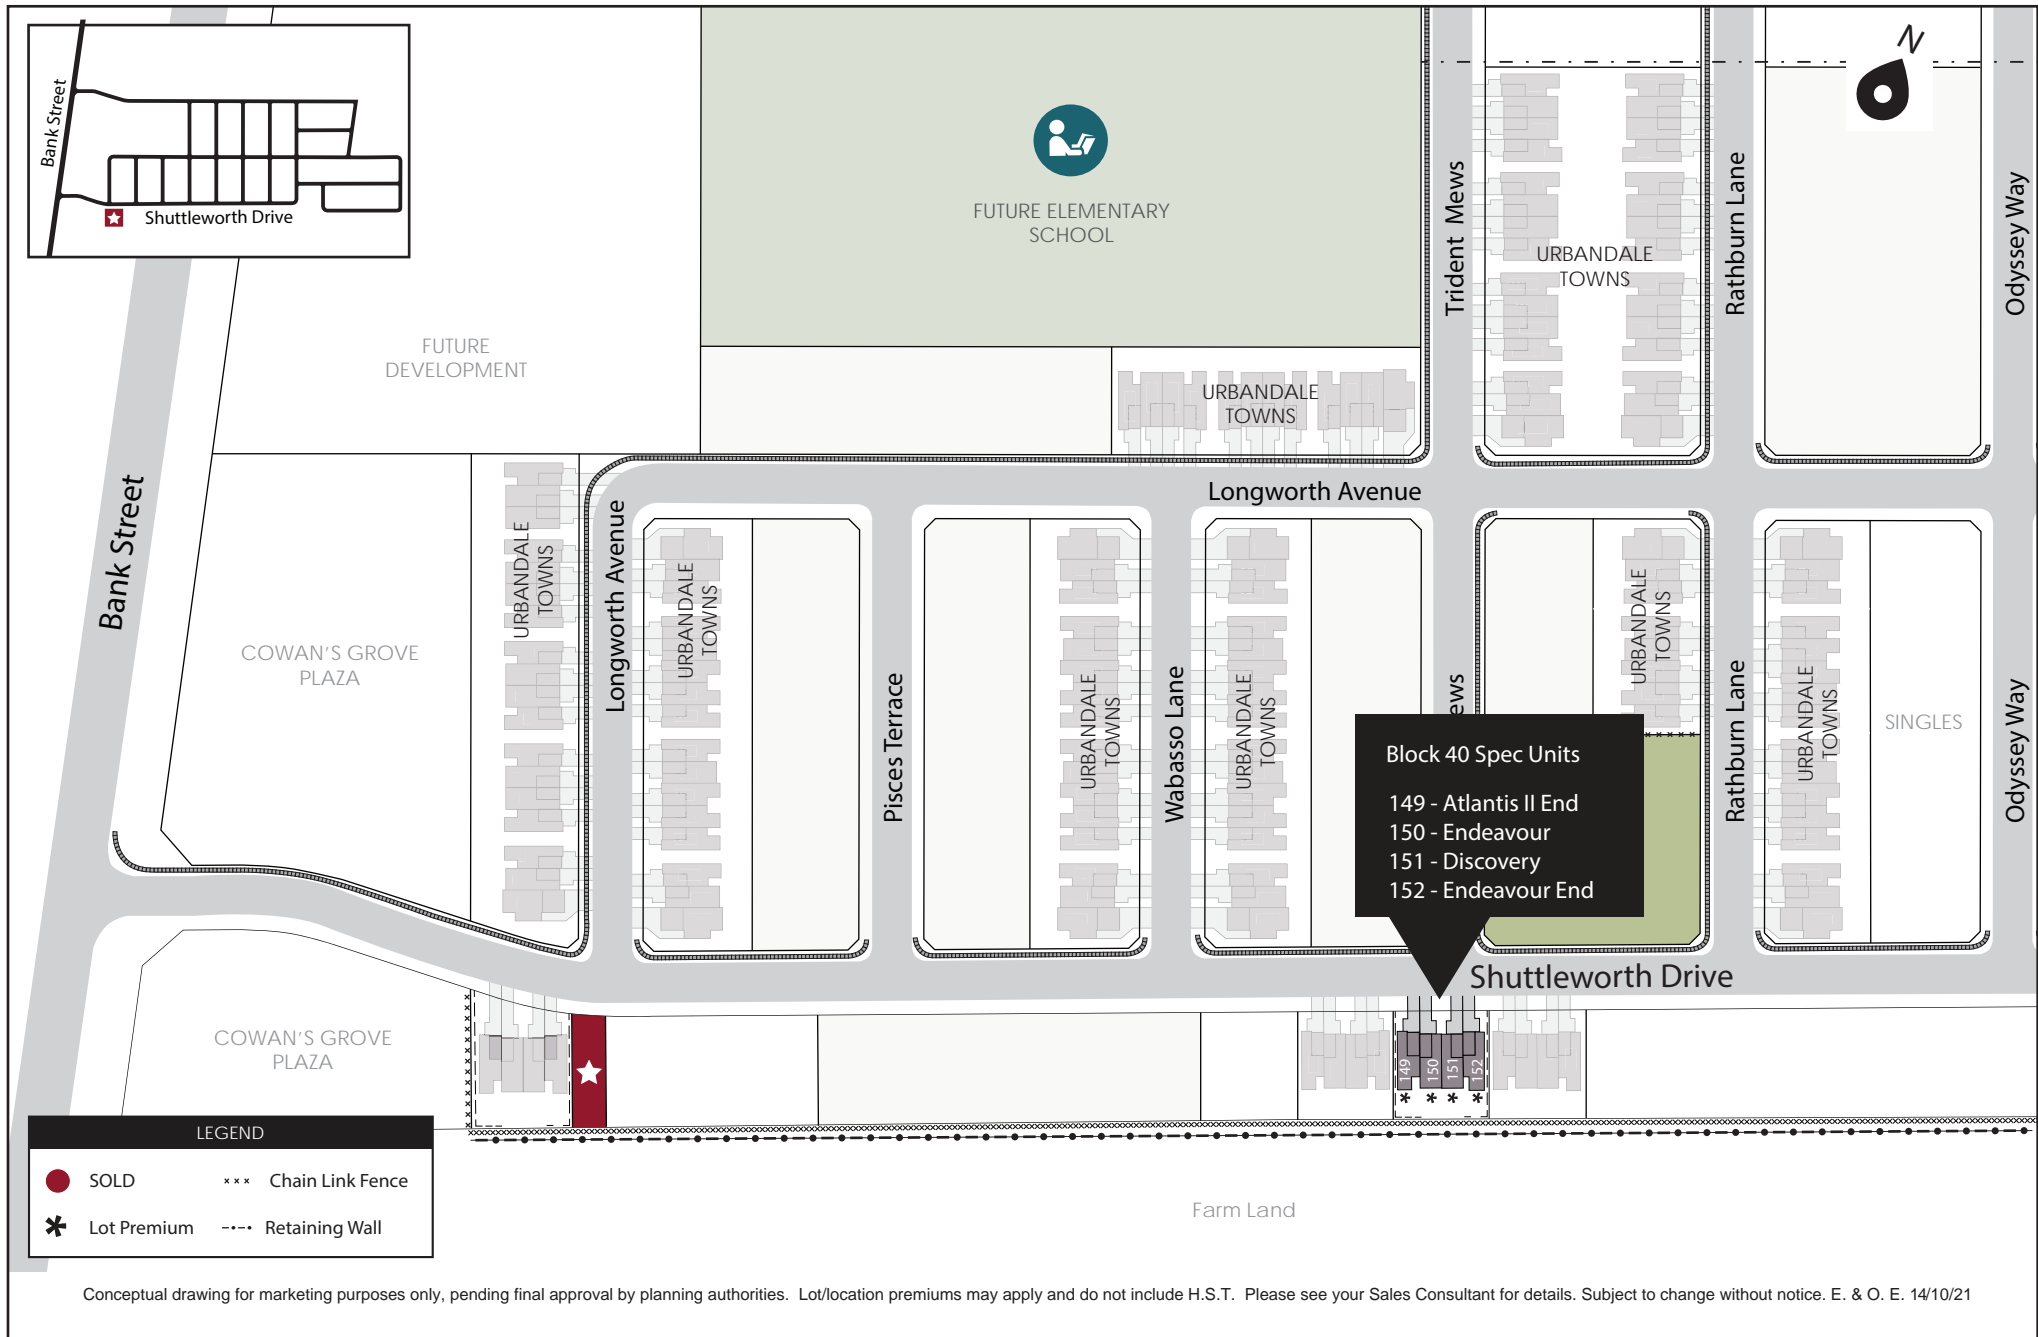 Bank Street
Shuttleworth Drive
N
FUTURE ELEMENTARY
SCHOOL
Trident Mews
Rathburn Lane
Odyssey Way
URBANDALE
TOWNS
FUTURE
DEVELOPMENT
URBANDALE
TOWNS
Longworth Avenue
Bank Street
COWAN'S GROVE
PLAZA
URBANDALE
TOWNS
Longworth Avenue
URBANDALE
TOWNS
Pisces Terrace
URBANDALE
TOWNS
Wabasso Lane
URBANDALE
TOWNS
ews
URBANDALE
TOWNS
Rathburn Lane
URBANDALE
TOWNS
SINGLES
Odyssey Way
Block 40 Spec Units
149 - Atlantis II End
150 - Endeavour
151 - Discovery
152 - Endeavour End
Shuttleworth Drive
COWAN'S GROVE
PLAZA
149
150
151
152
LEGEND
SOLD
Chain Link Fence
Lot Premium
Retaining Wall
Farm Land
Conceptual drawing for marketing purposes only, pending final approval by planning authorities. Lot/location premiums may apply and do not include H.S.T. Please see your Sales Consultant for details. Subject to change without notice. E. & O. E. 14/10/21